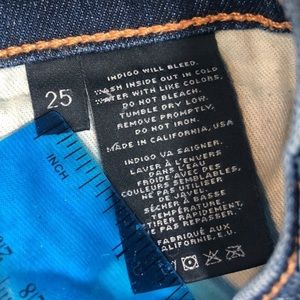 25
INDIGO WILL BLEED.
WASH INSIDE OUT IN COLD
WATER WITH LIKE COLORS.
DO NOT BLEACH.
TUMBLE DRY LOW.
REMOVE PROMPTLY,
DO NOT IRON.
MADE IN CALIFORNIA, USA
INDIGO VA SAIGNER.
LAVER À L'ENVERS
DANS L'EAU
FROIDE AVEC DES
COULEURS SEMBLABLES,
NE PAS UTILISER
DE JAVEL.
SÉCHER À BASSE
TEMPÉRATURE.
RETIRER RAPIDEMENT,
NE PAS REPASSER
FABRIQUÉ AUX
CALIFORNIE, E.U.
INCH